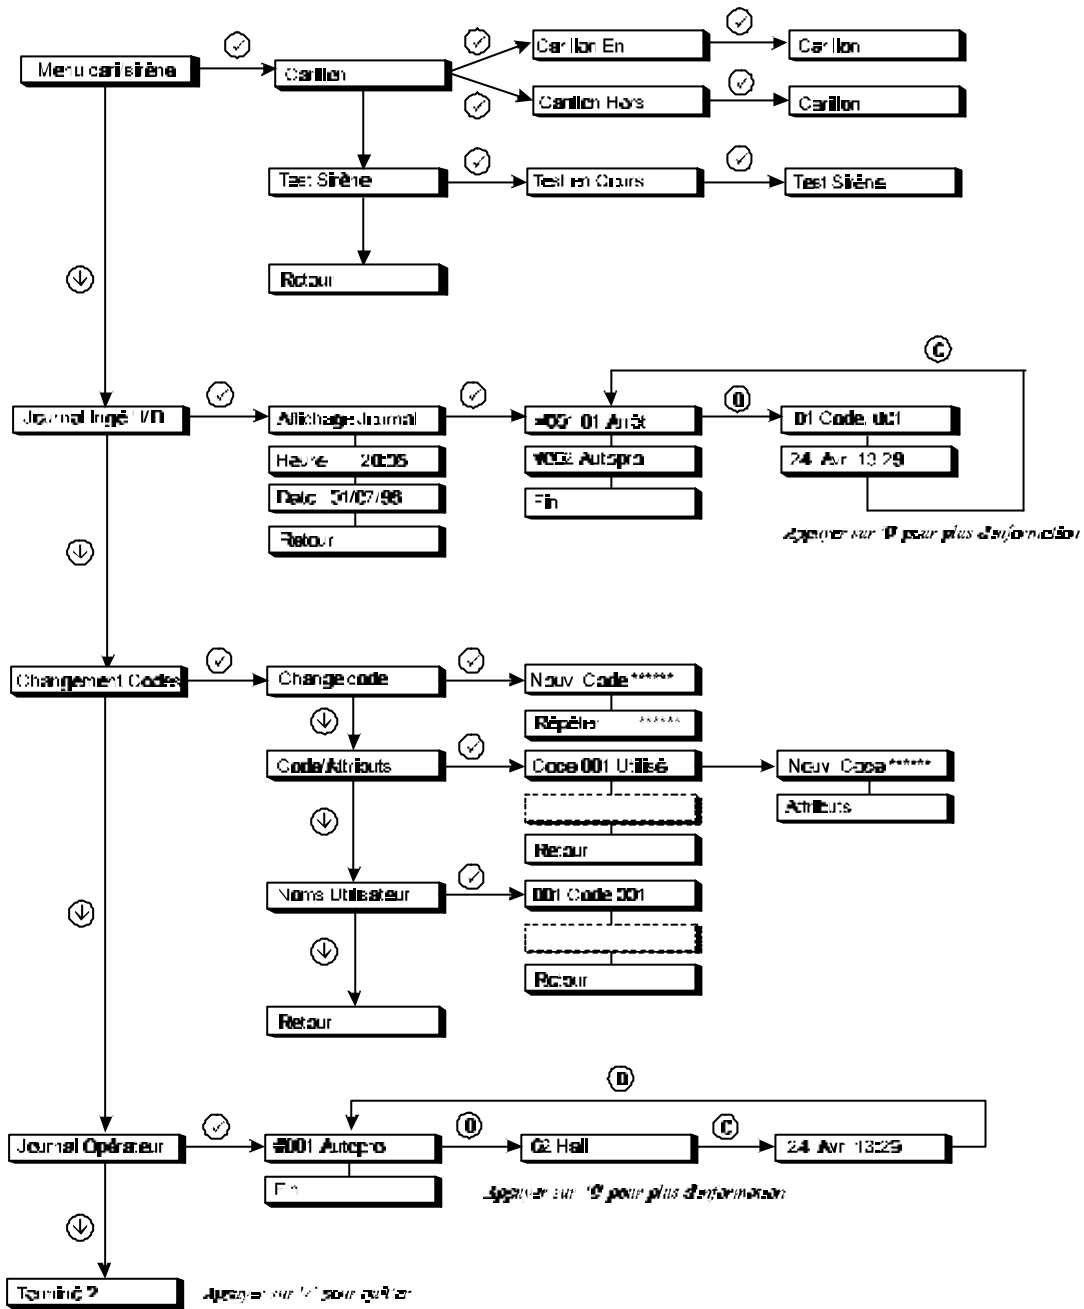 Menu cari sirène
Carillon
Carillon En
Carillon
Carillon Hors
Carillon
Test Sirène
Test en Cours
Test Sirène
Retour
C
Journal Ingé
Affichage Journal
#001 01 Arrêt
0
01 Code 001
Heure 20:05
#002 Autopro
24 Avr 13:29
Date 01/07/96
Fin
Retour
Appuyer sur '0' pour plus d'information
Changement Codes
Change code
Nouv. Code ******
Répéter ******
Code/Attributs
Code 001 Utilisé
Nouv. Code ******
Attributs
Retour
Noms Utilisateur
001 Code 001
Retour
Retour
0
Journal Opérateur
#001 Autopro
0
02 Hall
C
24 Avr 13:29
Fin
Appuyer sur pour plus d'information
Terminé ?
Appuyer sur '✓' pour quitter